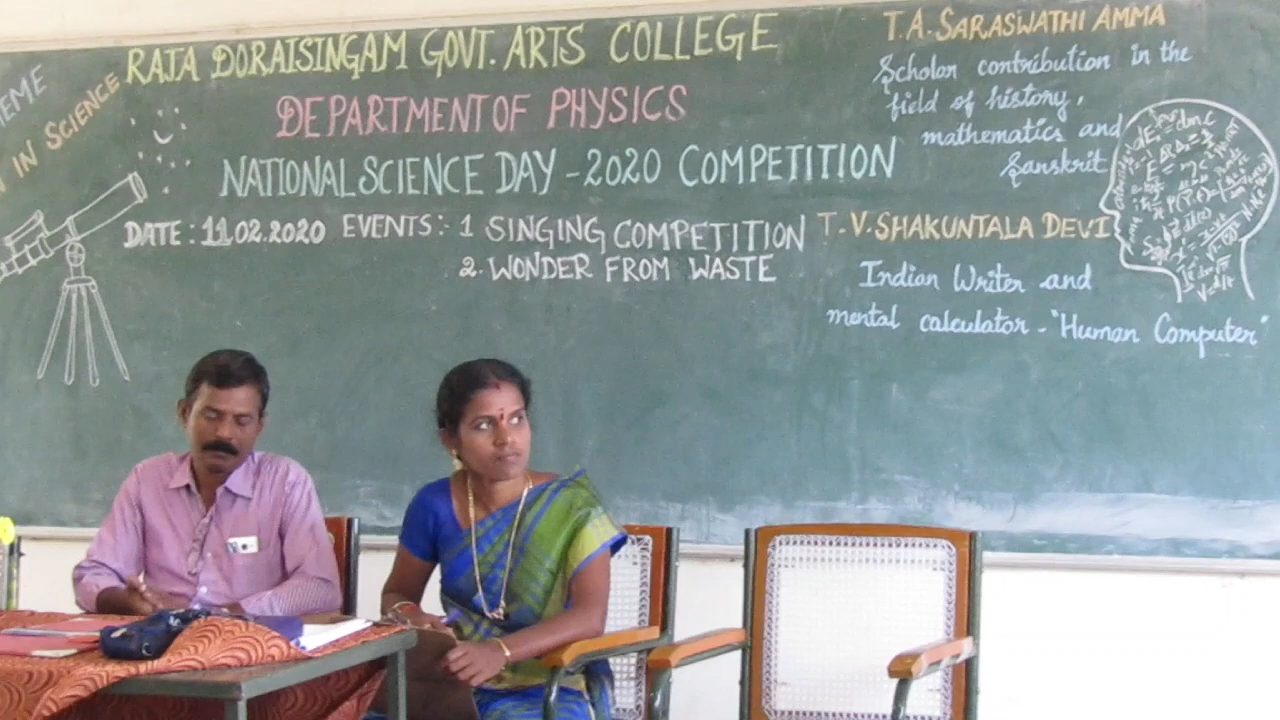 RAJA DORAISINGAM GOVT. ARTS COLLEGE
DEPARTMENT OF PHYSICS
NATIONAL SCIENCE DAY - 2020 COMPETITION
DATE : 11.02.2020 EVENTS : 1 SINGING COMPETITION
2. WONDER FROM WASTE
IN SCIENCE
T.A. SARASWATHI AMMA
Scholar contribution in the
field of history,
mathematics and
Sanskrit
T.V. SHAKUNTALA DEVI
Indian Writer and
mental calculator - "Human Computer"